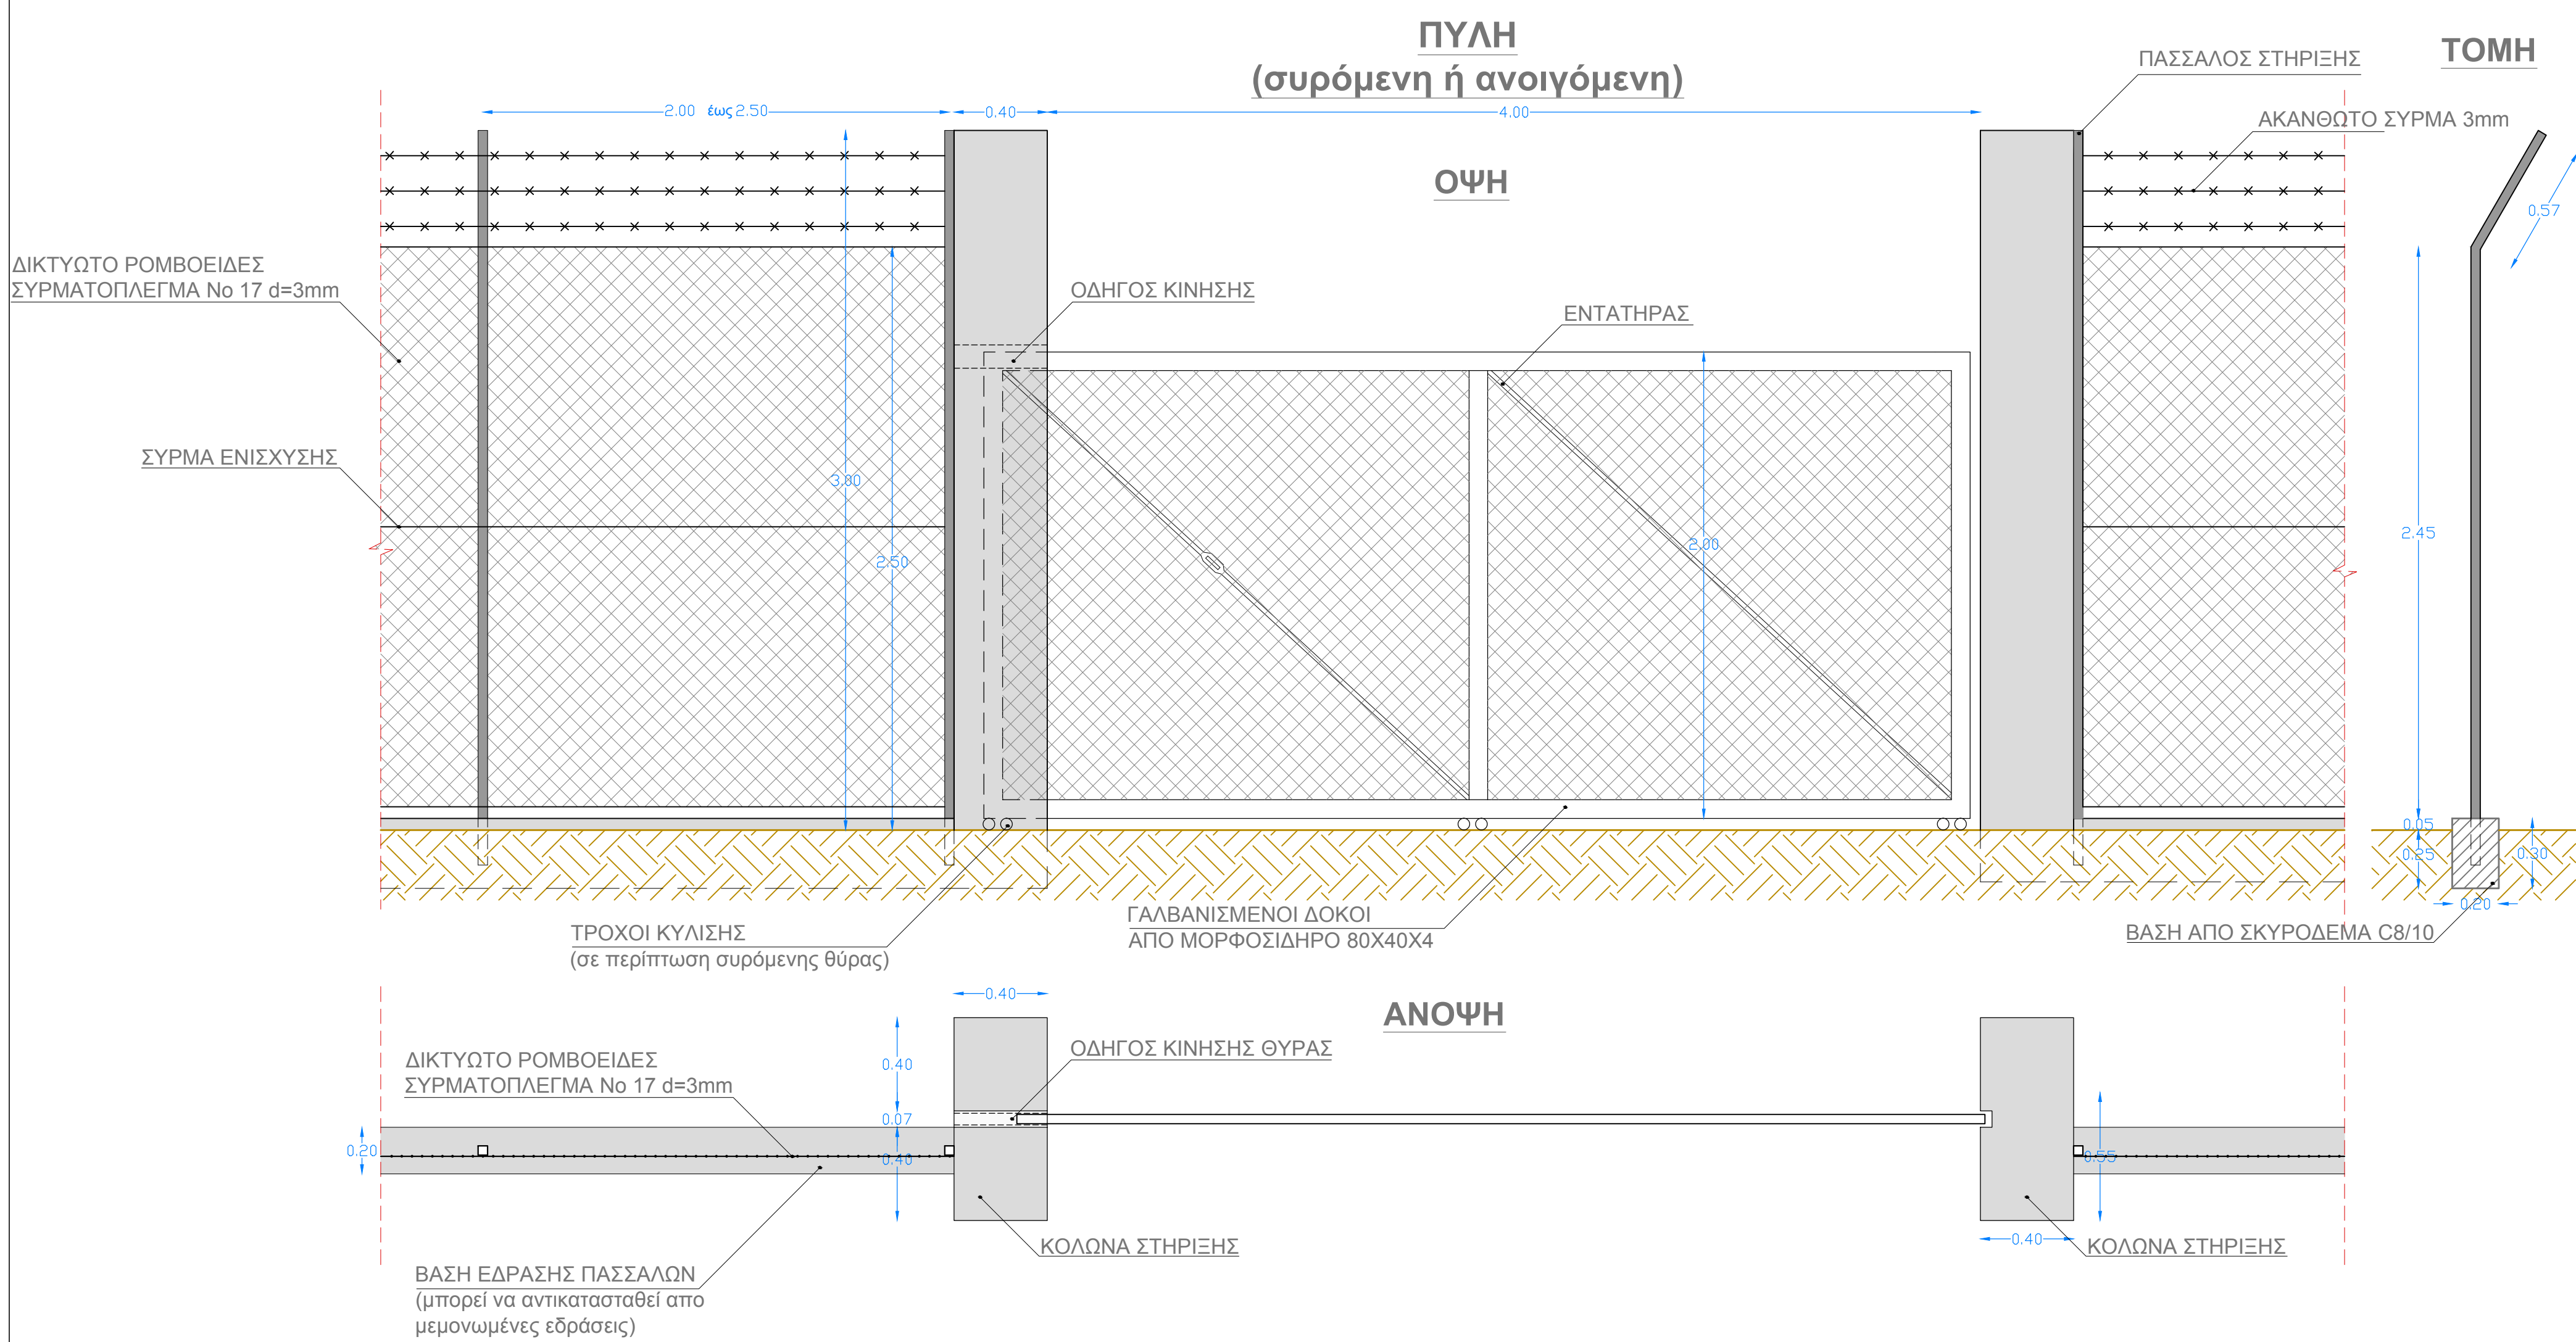 ΠΥΛΗ
(συρόμενη ή ανοιγόμενη)
ΤΟΜΗ
ΠΑΣΣΑΛΟΣ ΣΤΗΡΙΞΗΣ
2.00 έως 2.50
0.40
4.00
ΑΚΑΝΘΩΤΟ ΣΥΡΜΑ 3mm
ΟΨΗ
0.57
ΔΙΚΤΥΩΤΟ ΡΟΜΒΟΕΙΔΕΣ
ΣΥΡΜΑΤΟΠΛΕΓΜΑ Νο 17 d=3mm
ΟΔΗΓΟΣ ΚΙΝΗΣΗΣ
ΕΝΤΑΤΗΡΑΣ
ΣΥΡΜΑ ΕΝΙΣΧΥΣΗΣ
3.00
2.50
2.00
2.45
0.05
0.25
0.30
0.20
ΤΡΟΧΟΙ ΚΥΛΙΣΗΣ
(σε περίπτωση συρόμενης θύρας)
ΓΑΛΒΑΝΙΣΜΕΝΟΙ ΔΟΚΟΙ
ΑΠΟ ΜΟΡΦΟΣΙΔΗΡΟ 80Χ40Χ4
ΒΑΣΗ ΑΠΟ ΣΚΥΡΟΔΕΜΑ C8/10
0.40
ΑΝΟΨΗ
ΔΙΚΤΥΩΤΟ ΡΟΜΒΟΕΙΔΕΣ
ΣΥΡΜΑΤΟΠΛΕΓΜΑ Νο 17 d=3mm
0.40
ΟΔΗΓΟΣ ΚΙΝΗΣΗΣ ΘΥΡΑΣ
0.07
0.20
0.40
0.55
0.40
ΚΟΛΩΝΑ ΣΤΗΡΙΞΗΣ
ΚΟΛΩΝΑ ΣΤΗΡΙΞΗΣ
ΒΑΣΗ ΕΔΡΑΣΗΣ ΠΑΣΣΑΛΩΝ
(μπορεί να αντικατασταθεί απο
μεμονωμένες εδράσεις)